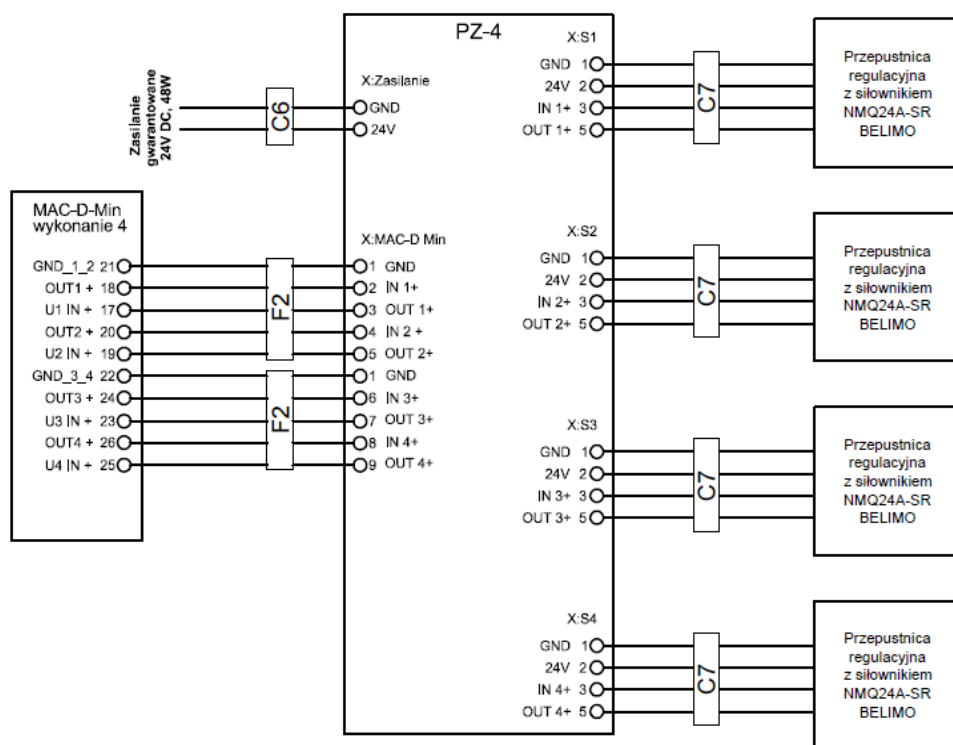 PZ-4
X:Zasilanie
GND
24V
C6
Zasilanie
gwarantowane
24V DC, 48W
MAC-D-Min
wykonanie 4
GND_1_2 21
OUT1 + 18
U1 IN + 17
OUT2 + 20
U2 IN + 19
GND_3_4 22
OUT3 + 24
U3 IN + 23
OUT4 + 26
U4 IN + 25
F2
F2
X:MAC-D Min
1 GND
2 IN 1+
3 OUT 1+
4 IN 2 +
5 OUT 2+
1 GND
6 IN 3+
7 OUT 3+
8 IN 4+
9 OUT 4+
X:S1
GND 1
24V 2
IN 1+ 3
OUT 1+ 5
C7
Przepustnica
regulacyjna
z siłownikiem
NMQ24A-SR
BELIMO
X:S2
GND 1
24V 2
IN 2+ 3
OUT 2+ 5
C7
Przepustnica
regulacyjna
z siłownikiem
NMQ24A-SR
BELIMO
X:S3
GND 1
24V 2
IN 3+ 3
OUT 3+ 5
C7
Przepustnica
regulacyjna
z siłownikiem
NMQ24A-SR
BELIMO
X:S4
GND 1
24V 2
IN 4+ 3
OUT 4+ 5
C7
Przepustnica
regulacyjna
z siłownikiem
NMQ24A-SR
BELIMO